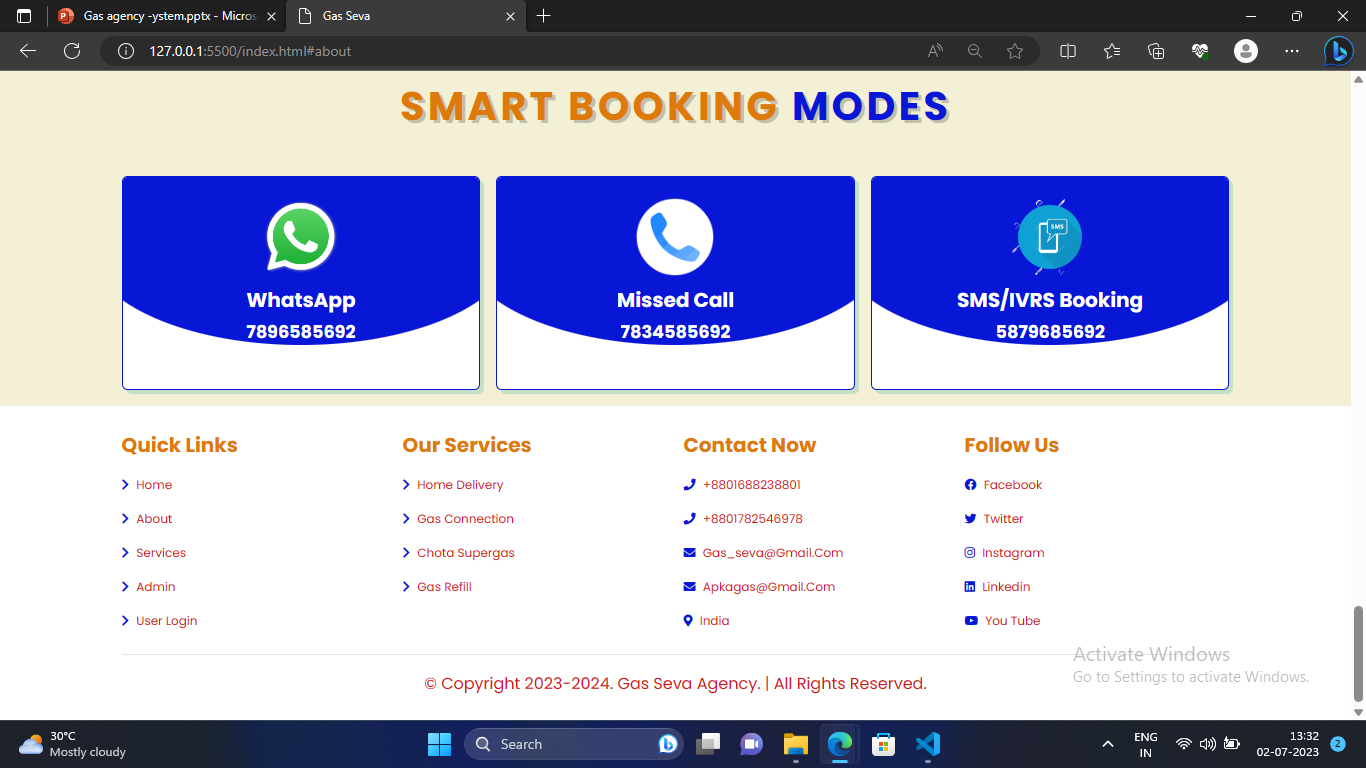 Gas agency -ystem.pptx - Micros
Gas Seva
127.0.0.1:5500/index.html#about
SMART BOOKING MODES
WhatsApp
7896585692
Missed Call
7834585692
SMS
SMS/IVRS Booking
5879685692
Quick Links
Home
About
Services
Admin
User Login
Our Services
Home Delivery
Gas Connection
Chota Supergas
Gas Refill
Contact Now
+8801688238801
+8801782546978
Gas_seva@Gmail.Com
Apkagas@Gmail.Com
India
Follow Us
Facebook
Twitter
Instagram
Linkedin
You Tube
© Copyright 2023-2024. Gas Seva Agency. | All Rights Reserved.
Activate Windows
Go to Settings to activate Windows.
30°C
Mostly cloudy
Search
ENG
IN
13:32
02-07-2023
2